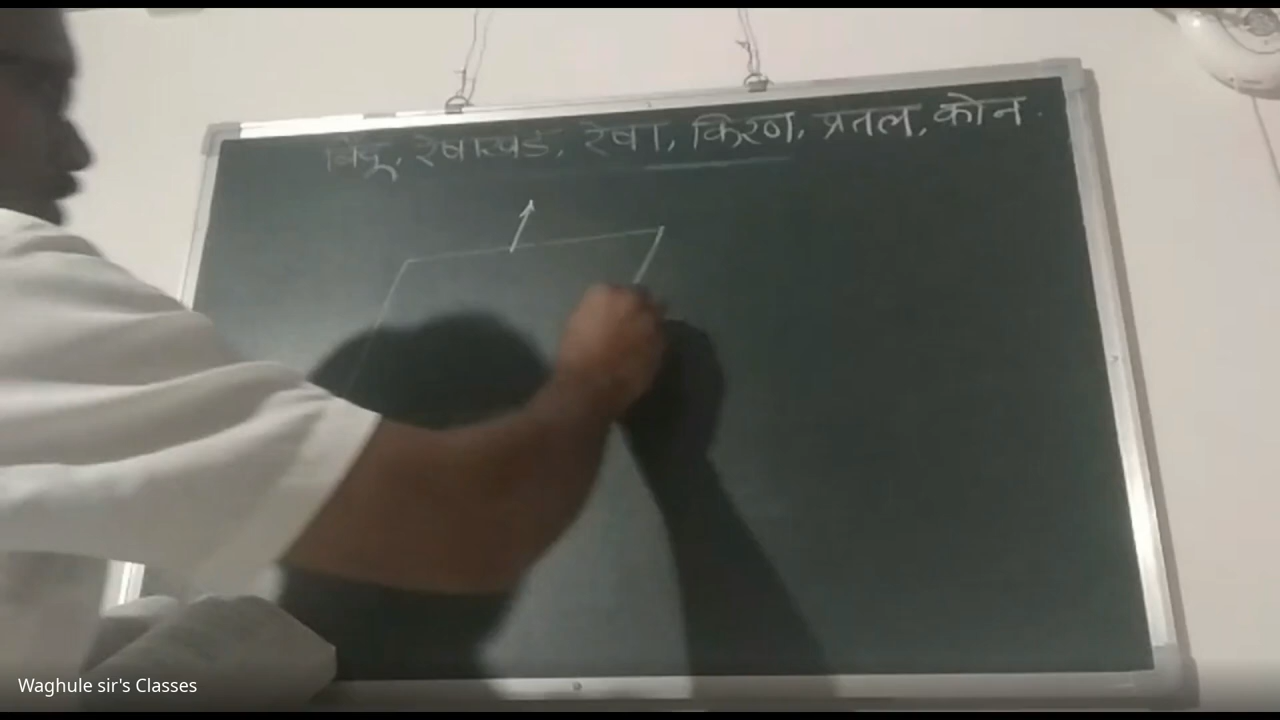 बिंदू, रेषाखंड, रेषा, किरण, प्रतल, कोन.
Waghule sir's Classes